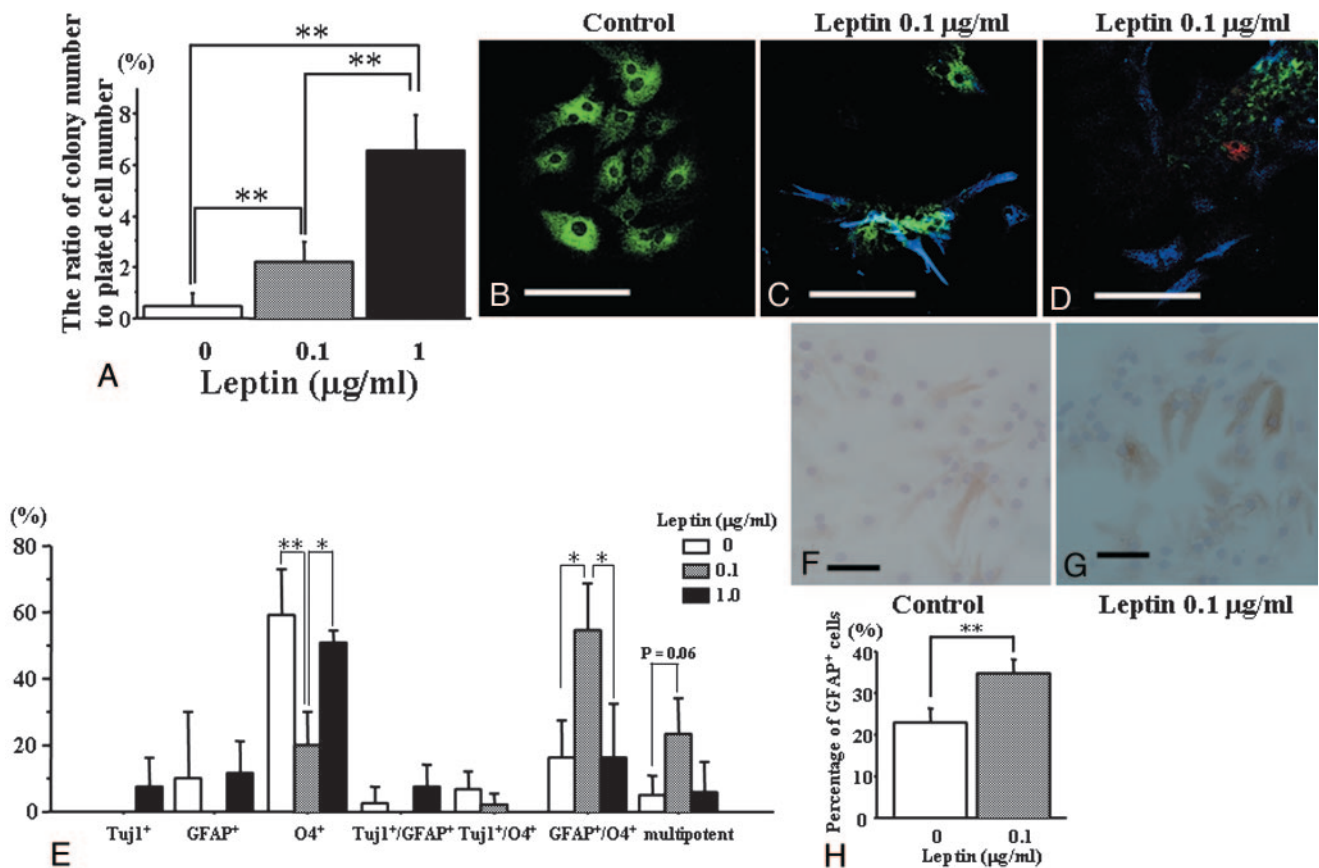 Control
Leptin 0.1 μg/ml
Leptin 0.1 μg/ml
**
(%)
**
**
The ratio of colony number
to plated cell number
8
6
4
2
0
0
0.1
1
Leptin (μg/ml)
A
B
C
D
(%)
80
60
40
20
0
**
*
*
*
P = 0.06
Leptin (μg/ml)
0
0.1
1.0
Tuj1⁺
GFAP⁺
O4⁺
Tuj1⁺/GFAP⁺
Tuj1⁺/O4⁺
GFAP⁺/O4⁺
multipotent
E
F
G
Control
Leptin 0.1 μg/ml
(%)
**
Percentage of GFAP⁺ cells
40
30
20
10
0
0
0.1
Leptin (μg/ml)
H